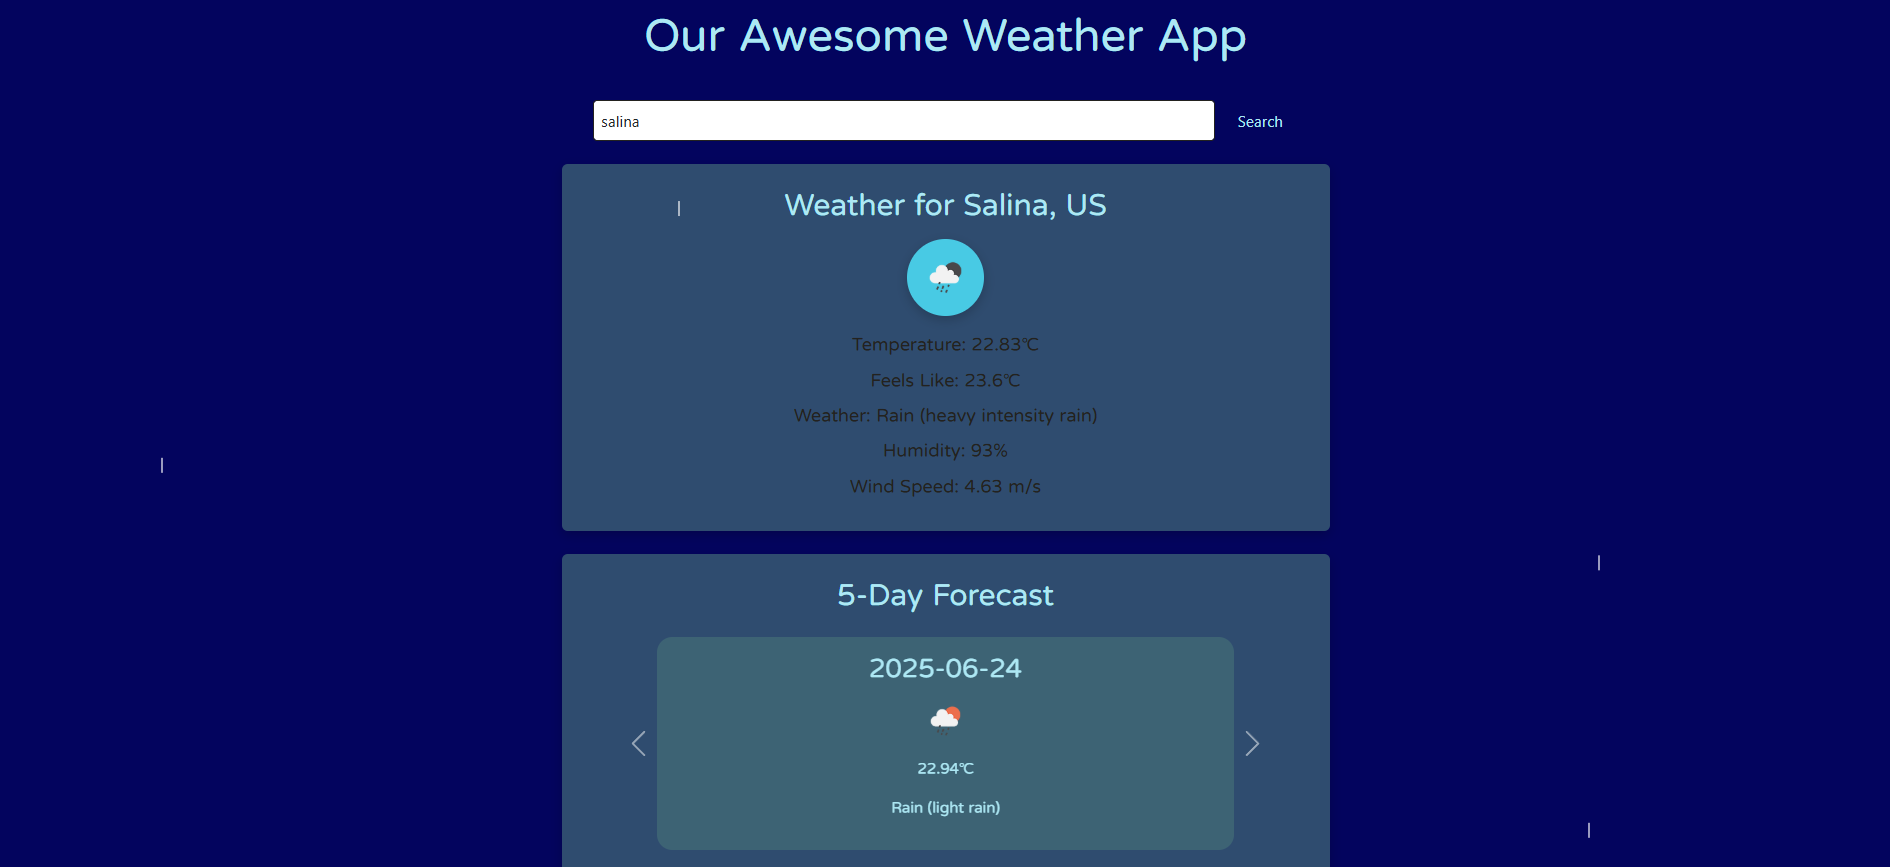 Our Awesome Weather App
salina
Search
Weather for Salina, US
Temperature: 22.83℃
Feels Like: 23.6℃
Weather: Rain (heavy intensity rain)
Humidity: 93%
Wind Speed: 4.63 m/s
5-Day Forecast
2025-06-24
22.94℃
Rain (light rain)